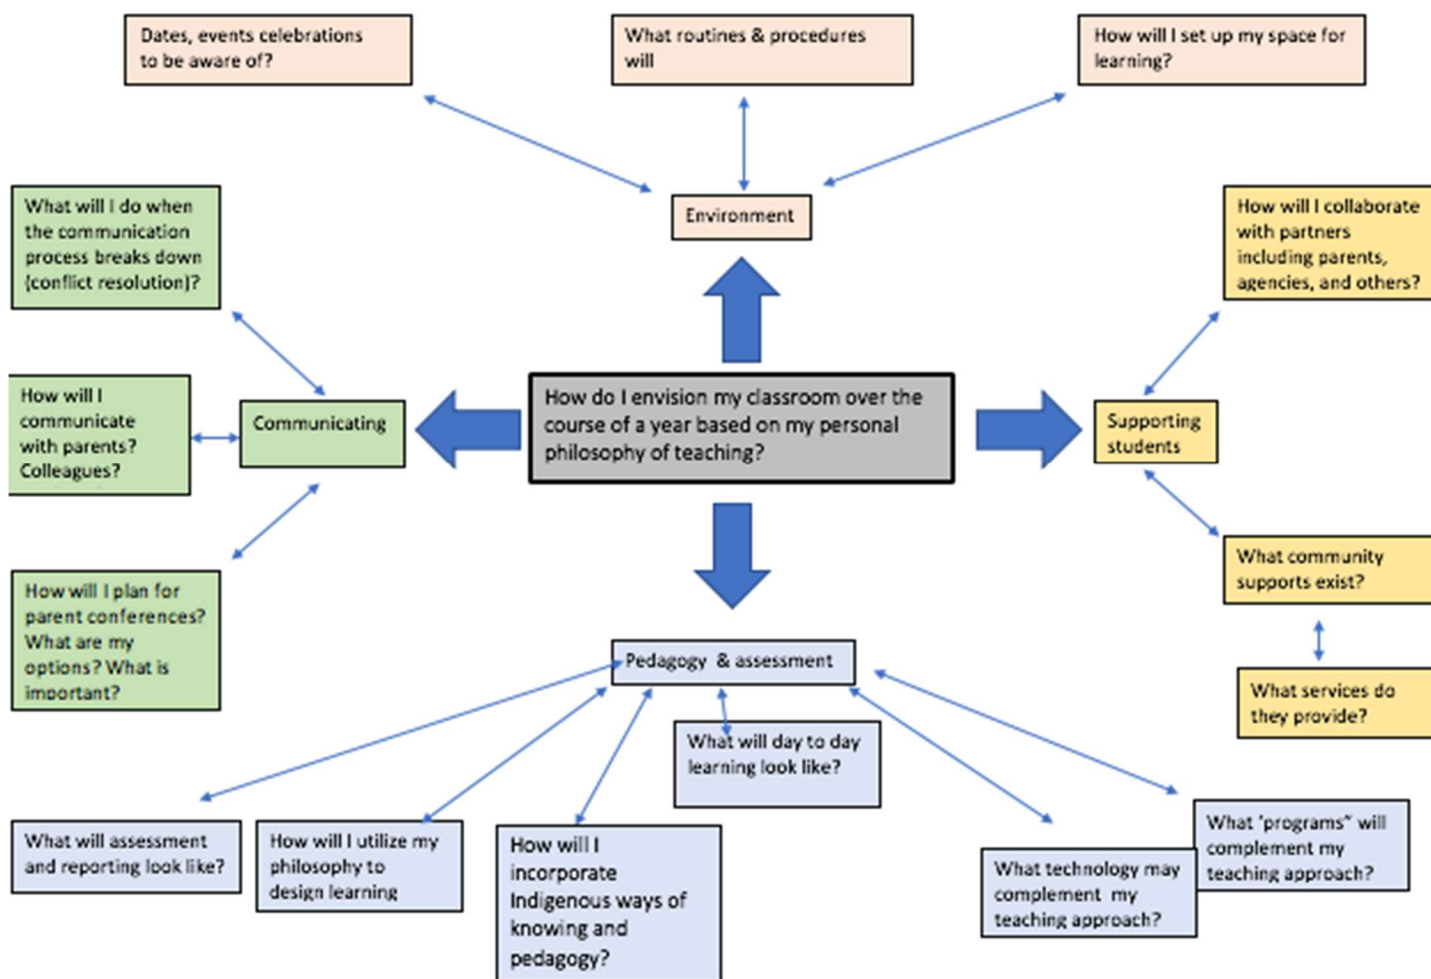 Dates, events celebrations
to be aware of?
What routines & procedures
will
How will I set up my space for
learning?
Environment
What will I do when
the communication
process breaks down
(conflict resolution)?
How will I collaborate
with partners
including parents,
agencies, and others?
How will I
communicate
with parents?
Colleagues?
Communicating
How do I envision my classroom over the
course of a year based on my personal
philosophy of teaching?
Supporting
students
How will I plan for
parent conferences?
What are my
options? What is
important?
What community
supports exist?
What services do
they provide?
Pedagogy & assessment
What will day to day
learning look like?
What will assessment
and reporting look like?
How will I utilize my
philosophy to
design learning
How will I
incorporate
Indigenous ways of
knowing and
pedagogy?
What technology may
complement my
teaching approach?
What 'programs" will
complement my
teaching approach?